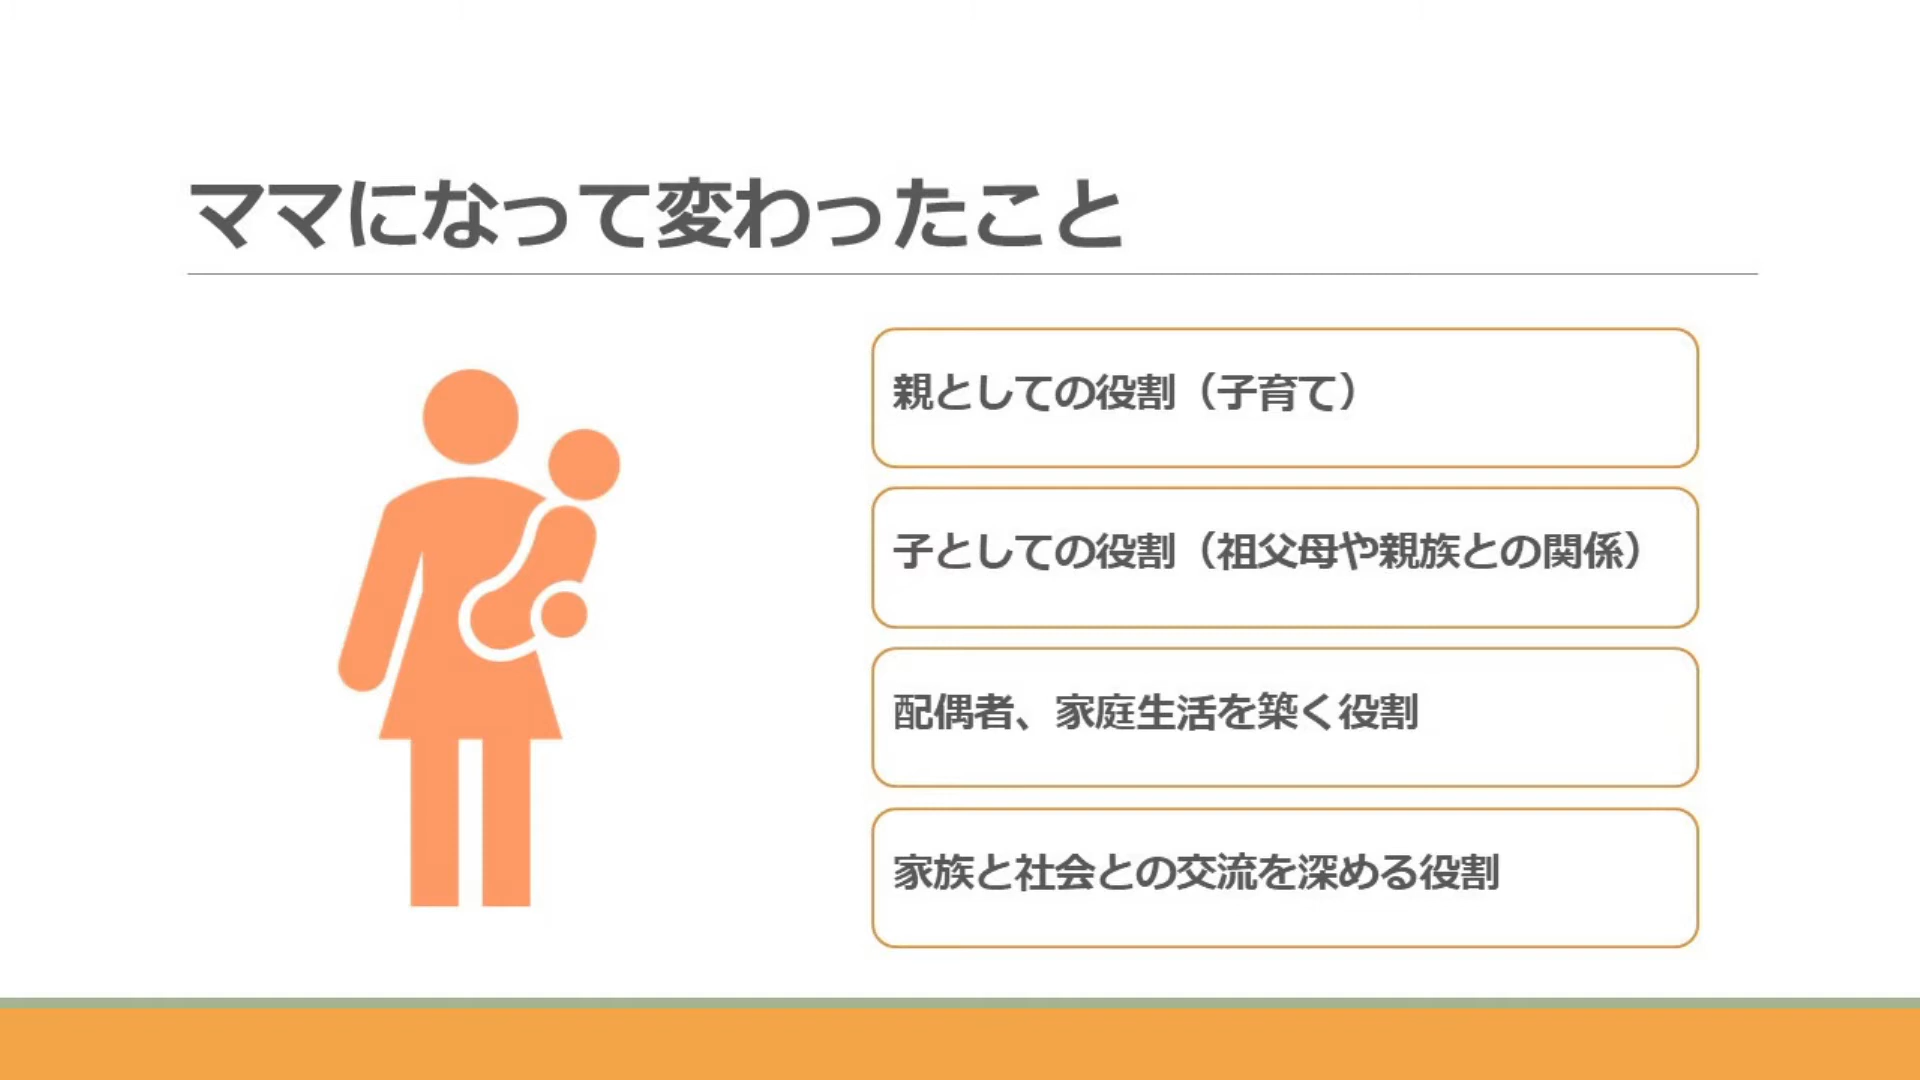 ママになって変わったこと
親としての役割（子育て）
子としての役割（祖父母や親族との関係）
配偶者、家庭生活を築く役割
家族と社会との交流を深める役割